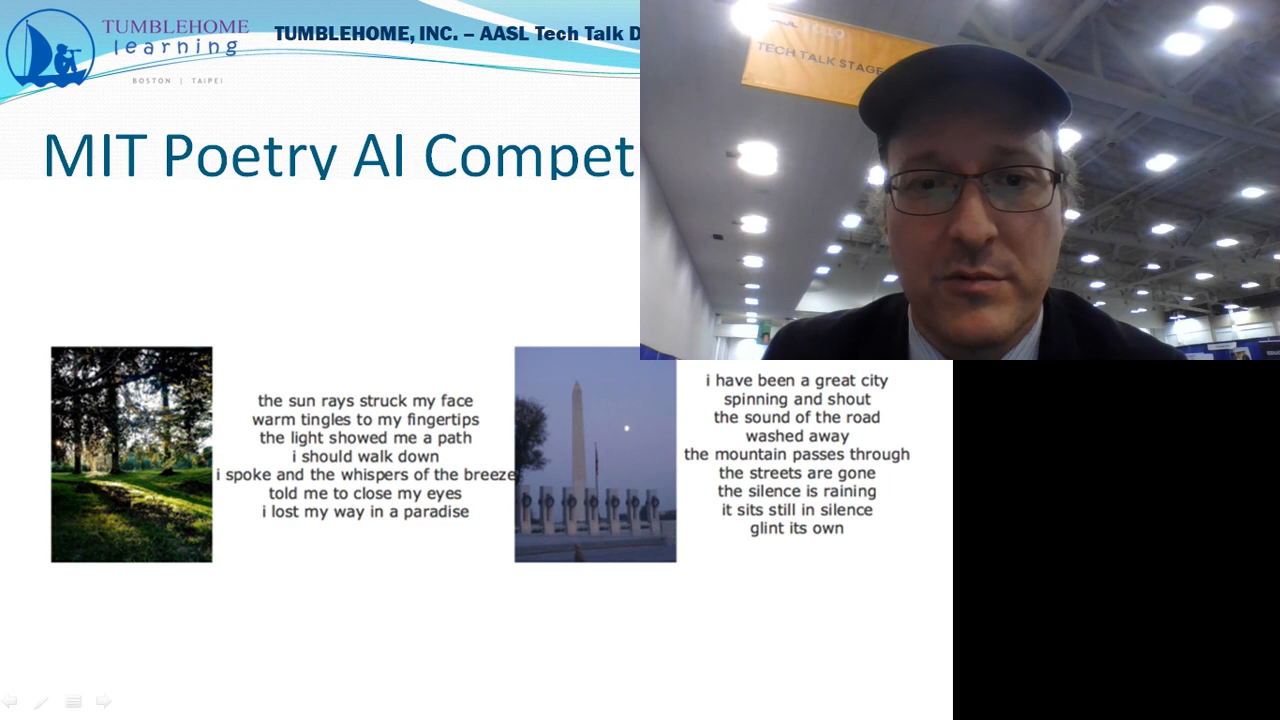 TUMBLEHOME
learning
BOSTON | TAIPEI
TUMBLEHOME, INC. – AASL Tech Talk D
TECH TALK STAGE
MIT Poetry AI Compet
the sun rays struck my face
warm tingles to my fingertips
the light showed me a path
i should walk down
i spoke and the whispers of the breeze
told me to close my eyes
i lost my way in a paradise
i have been a great city
spinning and shout
the sound of the road
washed away
the mountain passes through
the streets are gone
the silence is raining
it sits still in silence
glint its own